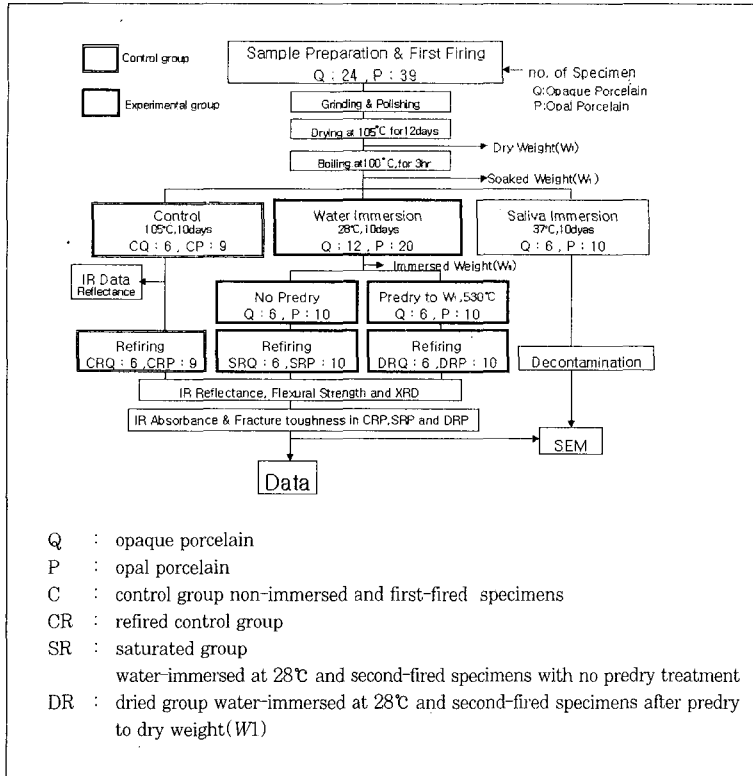 Control group
Experimental group
Sample Preparation & First Firing
Q : 24 , P : 39
no. of Specimen
Q:Opaque Porcelain
P:Opal Porcelain
Grinding & Polishing
Drying at 105℃ for12days
Dry Weight(W₁)
Boiling at100℃,for 3hr
Soaked Weight(W₁)
Control
105℃,10days
CQ : 6 , CP : 9
Water Immersion
28℃,10days
Q : 12 , P : 20
Saliva Immersion
37℃,10dyaes
Q : 6 , P : 10
Immersed Weight
IR Data
Reflectance
No Predry
Q : 6 , P : 10
Predry to W₁,530℃
Q : 6 , P : 10
Refiring
CRQ : 6 ,CRP : 9
Refiring
SRQ : 6 ,SRP : 10
Refiring
DRQ : 6 ,DRP : 10
Decontamination
IR Reflectance, Flexural Strength and XRD
IR Absorbance & Fracture toughness in CRP,SRP and DRP
SEM
Data
Q : opaque porcelain
P : opal porcelain
C : control group non-immersed and first-fired specimens
CR : refired control group
SR : saturated group
water-immersed at 28℃ and second-fired specimens with no predry treatment
DR : dried group water-immersed at 28℃ and second-fired specimens after predry
to dry weight(W1)